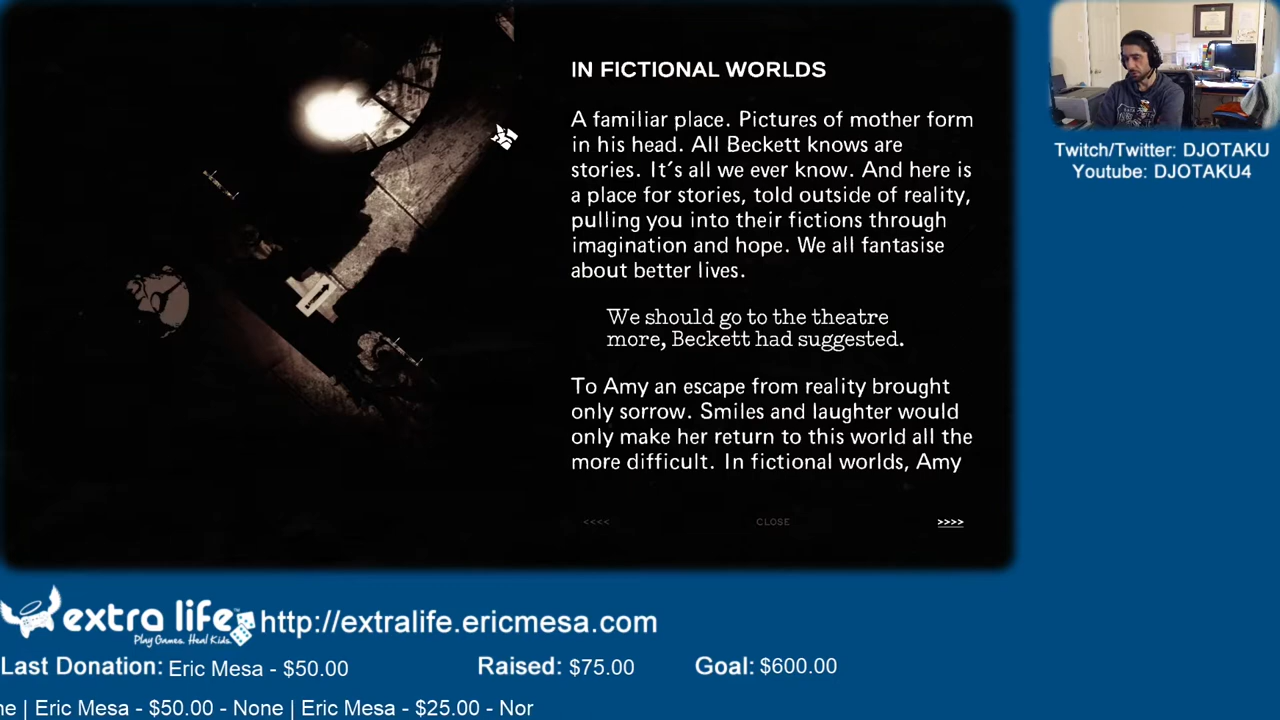 IN FICTIONAL WORLDS
A familiar place. Pictures of mother form
in his head. All Beckett knows are
stories. It's all we ever know. And here is
a place for stories, told outside of reality,
pulling you into their fictions through
imagination and hope. We all fantasise
about better lives.
We should go to the theatre
more, Beckett had suggested.
To Amy an escape from reality brought
only sorrow. Smiles and laughter would
only make her return to this world all the
more difficult. In fictional worlds, Amy
<<<<
CLOSE
>>>>
Twitch/Twitter: DJOTAKU
Youtube: DJOTAKU4
extra life
Play Games. Heal Kids.
http://extralife.ericmesa.com
Last Donation: Eric Mesa - $50.00
Raised: $75.00
Goal: $600.00
ne | Eric Mesa - $50.00 - None | Eric Mesa - $25.00 - Nor